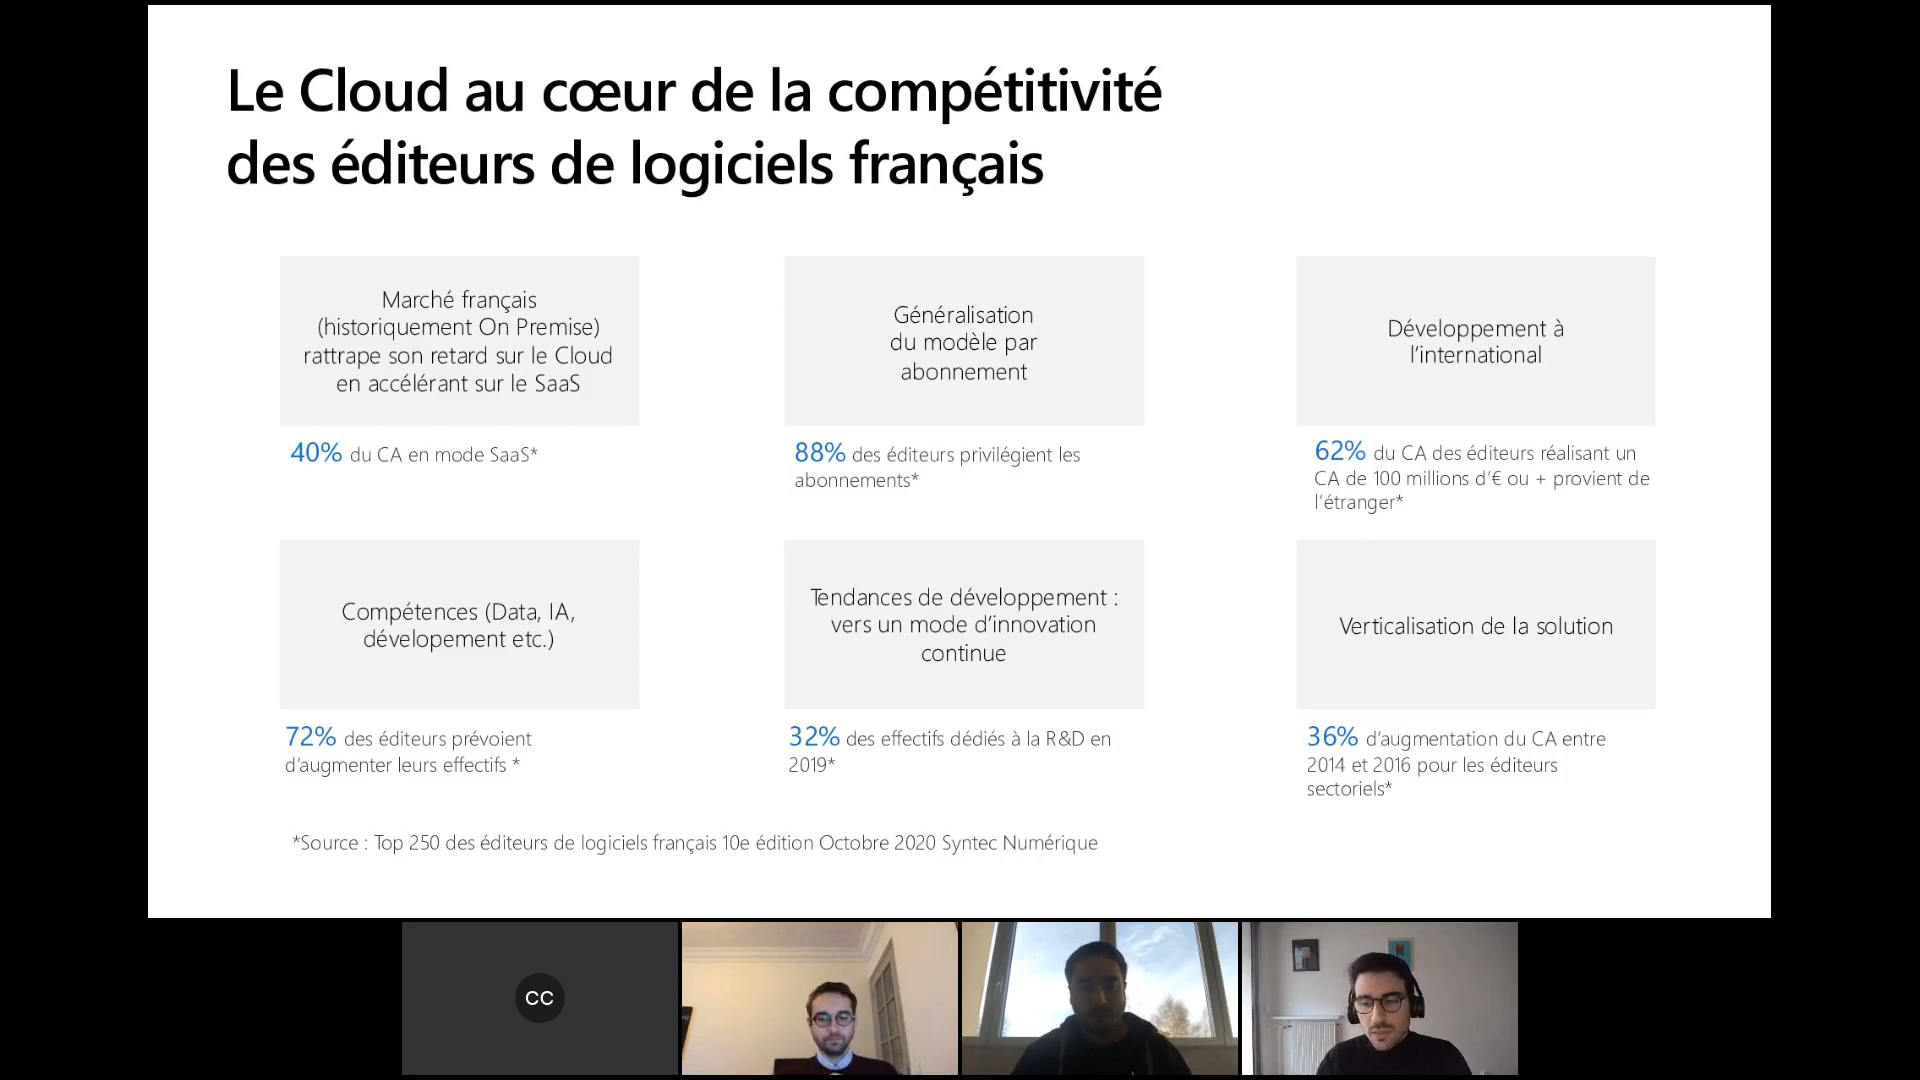 Le Cloud au cœur de la compétitivité
des éditeurs de logiciels français
Marché français
(historiquement On Premise)
rattrape son retard sur le Cloud
en accélérant sur le SaaS
40% du CA en mode SaaS*
Généralisation
du modèle par
abonnement
88% des éditeurs privilégient les
abonnements*
Développement à
l'international
62% du CA des éditeurs réalisant un
CA de 100 millions d'€ ou + provient de
l'étranger*
Compétences (Data, IA,
dévelopement etc.)
72% des éditeurs prévoient
d'augmenter leurs effectifs *
Tendances de développement :
vers un mode d'innovation
continue
32% des effectifs dédiés à la R&D en
2019*
Verticalisation de la solution
36% d'augmentation du CA entre
2014 et 2016 pour les éditeurs
sectoriels*
*Source : Top 250 des éditeurs de logiciels français 10e édition Octobre 2020 Syntec Numérique
CC